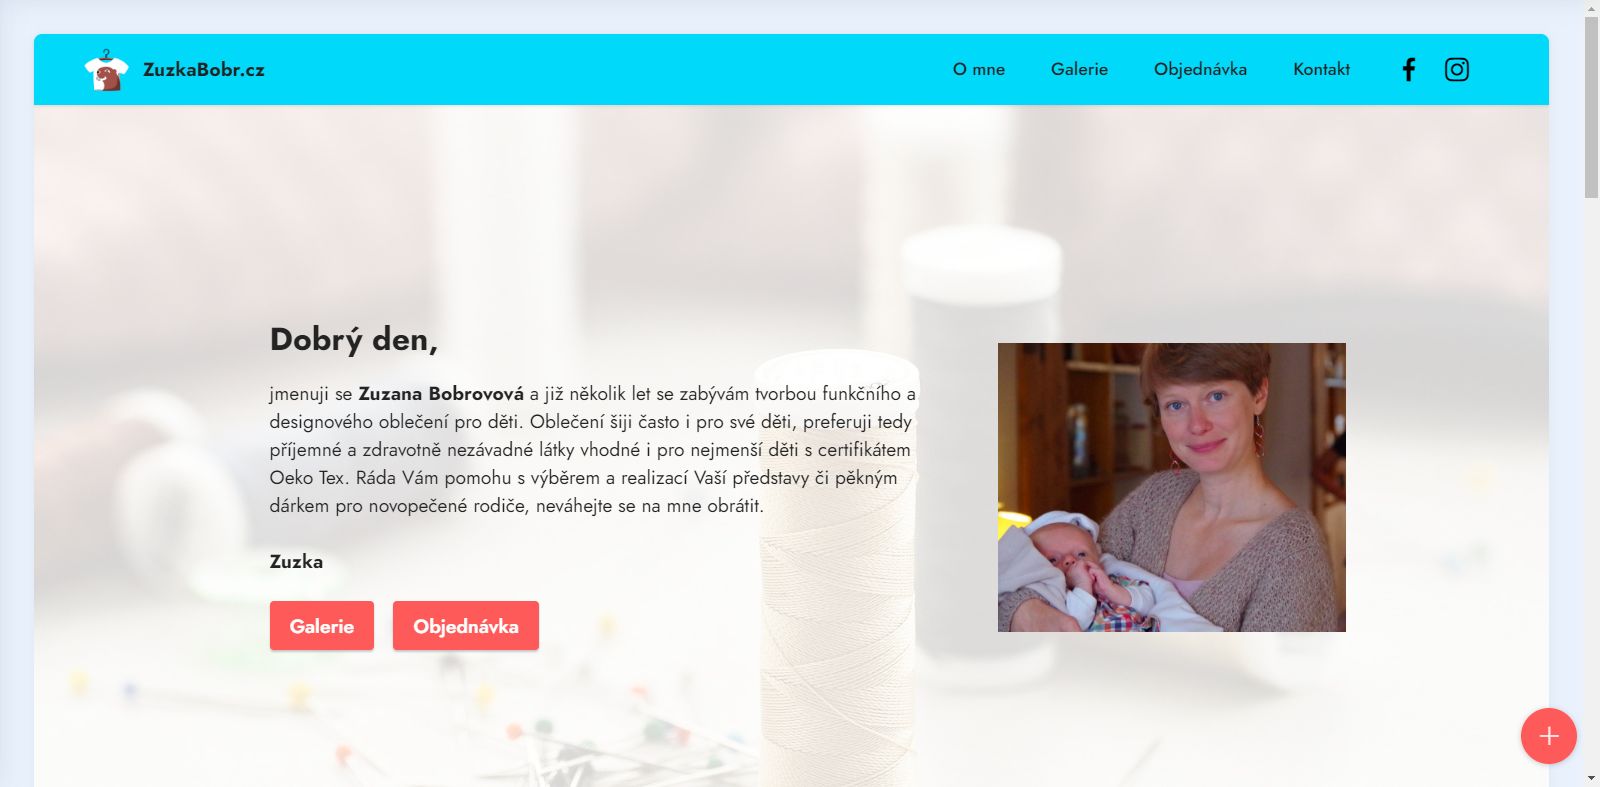 ZuzkaBobr.cz
O mne
Galerie
Objednávka
Kontakt
Dobrý den,
jmenuji se Zuzana Bobrovová a již několik let se zabývám tvorbou funkčního a
designového oblečení pro děti. Oblečení šiji často i pro své děti, preferuji tedy
příjemné a zdravotně nezávadné látky vhodné i pro nejmenší děti s certifikátem
Oeko Tex. Ráda Vám pomohu s výběrem a realizací Vaší představy či pěkným
dárkem pro novopečené rodiče, neváhejte se na mne obrátit.
Zuzka
Galerie
Objednávka